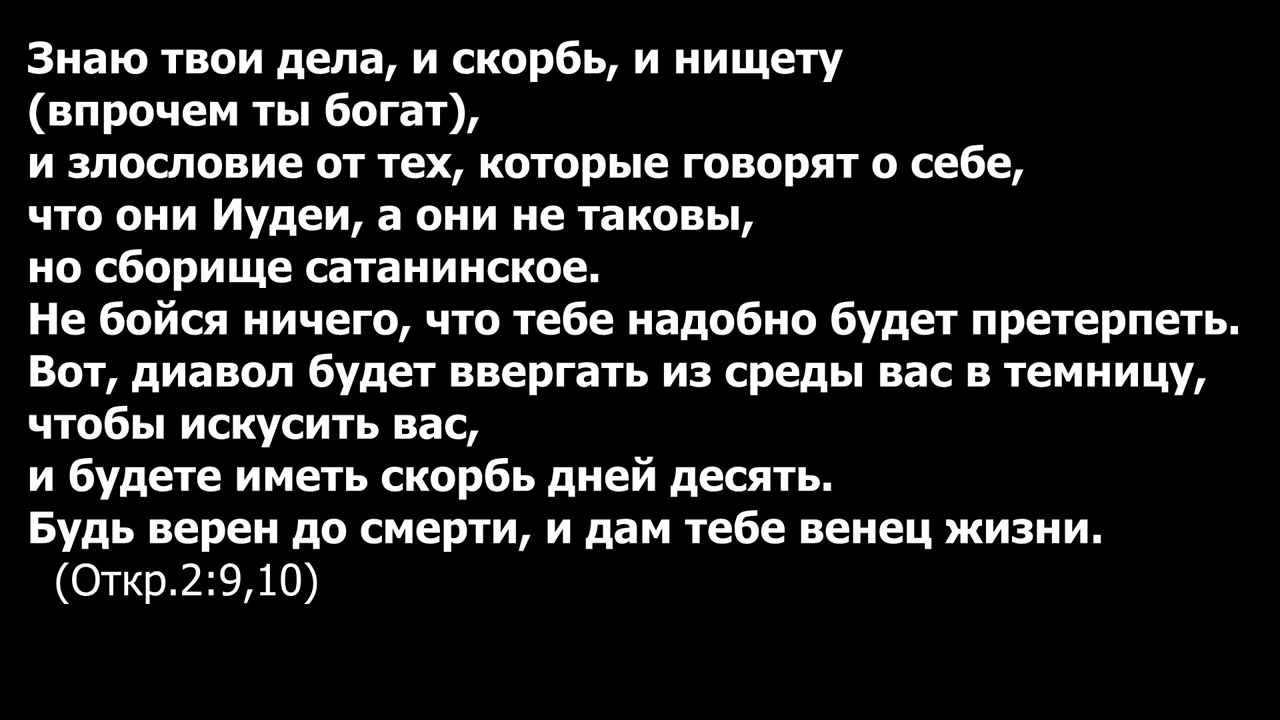 Знаю твои дела, и скорбь, и нищету
(впрочем ты богат),
и злословие от тех, которые говорят о себе,
что они Иудеи, а они не таковы,
но сборище сатанинское.
Не бойся ничего, что тебе надобно будет претерпеть.
Вот, диавол будет ввергать из среды вас в темницу,
чтобы искусить вас,
и будете иметь скорбь дней десять.
Будь верен до смерти, и дам тебе венец жизни.
(Откр.2:9,10)